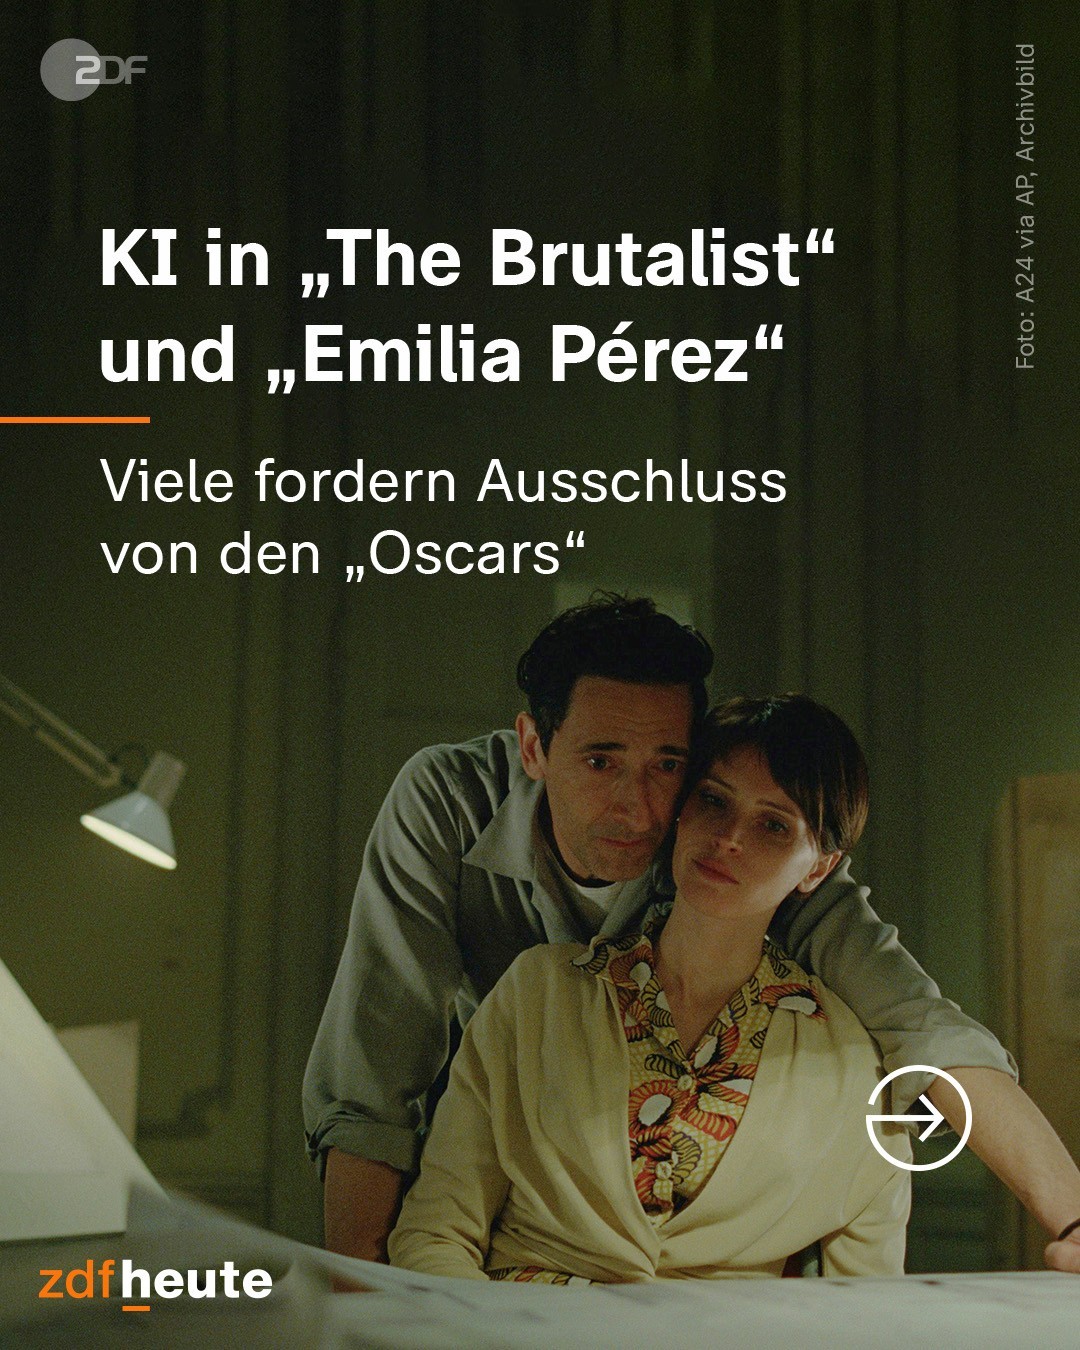 ZDF
Foto: A24 via AP, Archivbild
KI in „The Brutalist“
und „Emilia Pérez“
Viele fordern Ausschluss
von den „Oscars“
zdfheute